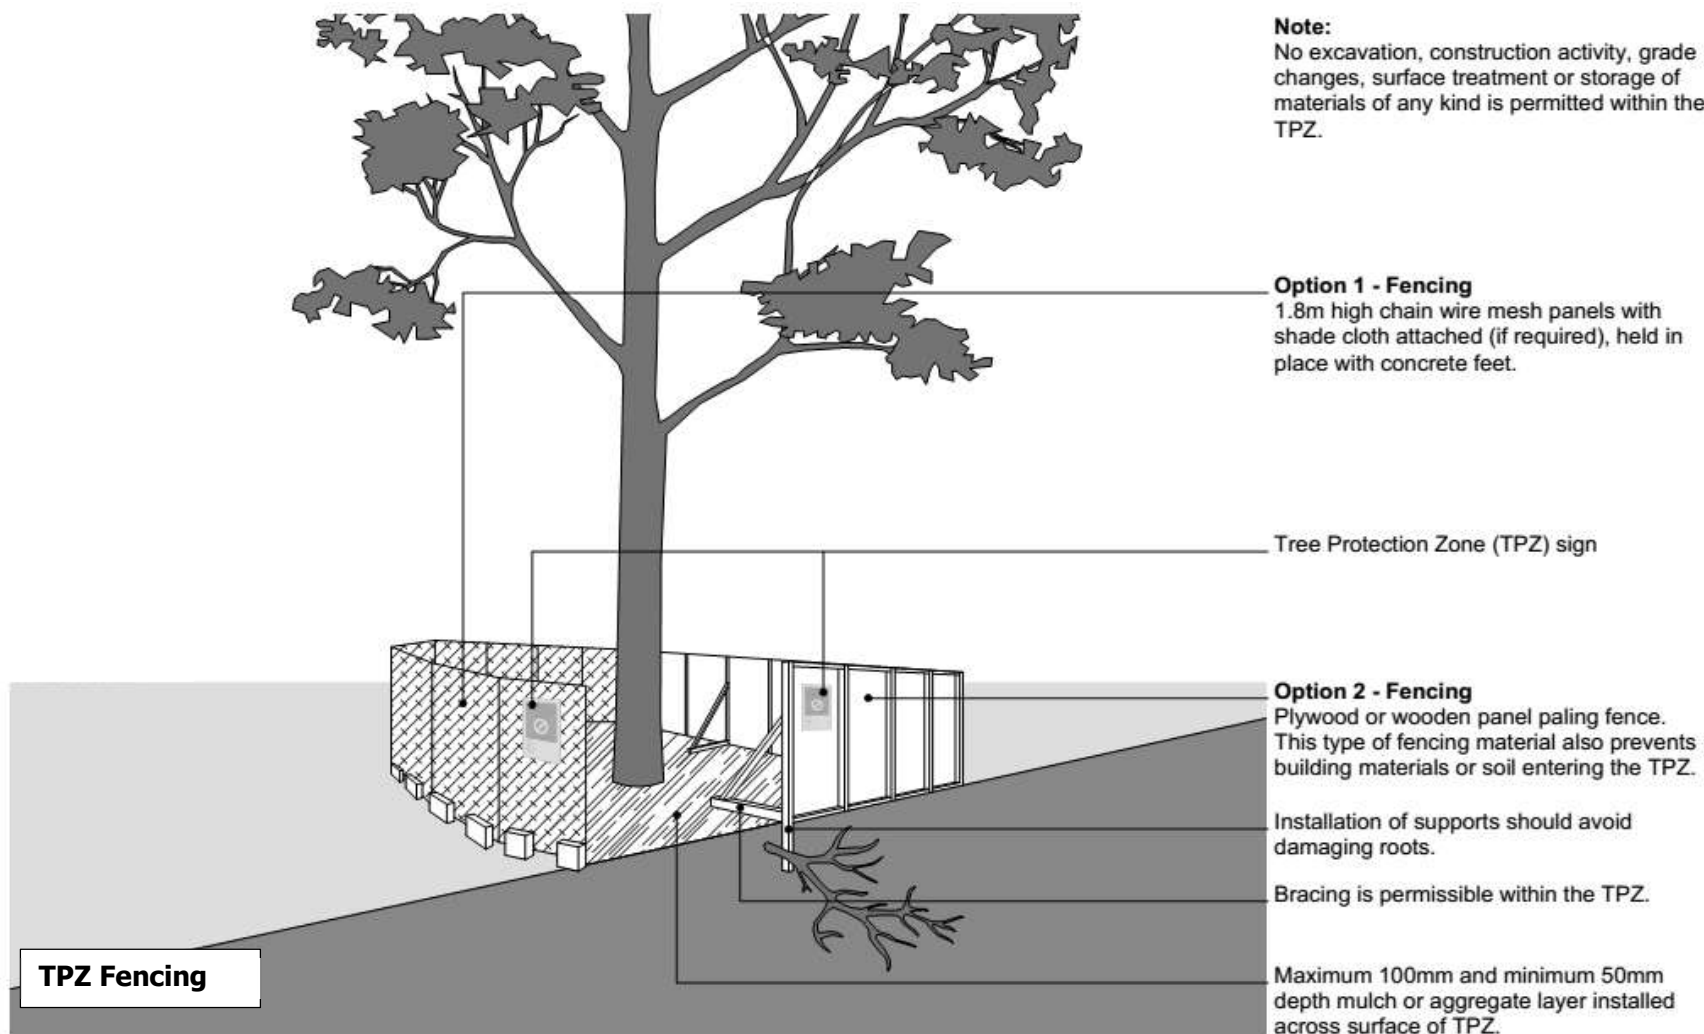 Note:
No excavation, construction activity, grade
changes, surface treatment or storage of
materials of any kind is permitted within the
TPZ.
Option 1 - Fencing
1.8m high chain wire mesh panels with
shade cloth attached (if required), held in
place with concrete feet.
Tree Protection Zone (TPZ) sign
Option 2 - Fencing
Plywood or wooden panel paling fence.
This type of fencing material also prevents
building materials or soil entering the TPZ.
Installation of supports should avoid
damaging roots.
Bracing is permissible within the TPZ.
Maximum 100mm and minimum 50mm
depth mulch or aggregate layer installed
across surface of TPZ.
TPZ Fencing